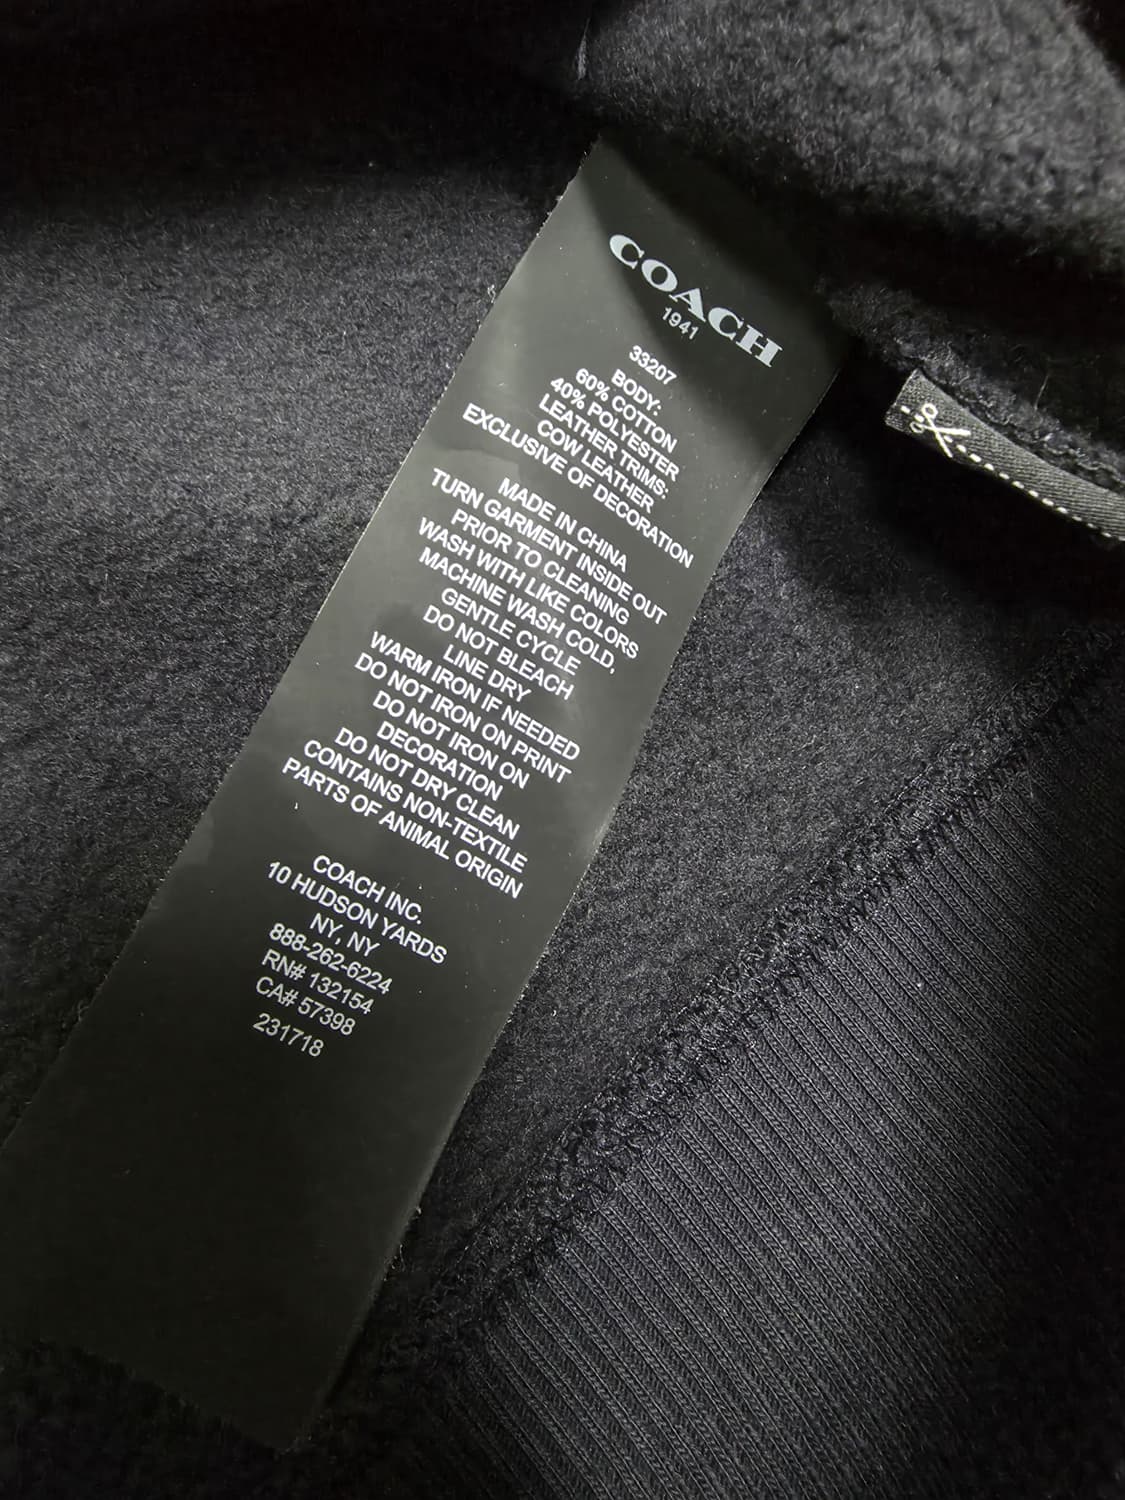 COACH
1941
33207
BODY:
60% COTTON
40% POLYESTER
LEATHER TRIMS:
COW LEATHER
EXCLUSIVE OF DECORATION
MADE IN CHINA
TURN GARMENT INSIDE OUT
PRIOR TO CLEANING
WASH WITH LIKE COLORS
MACHINE WASH COLD,
GENTLE CYCLE
DO NOT BLEACH
LINE DRY
WARM IRON IF NEEDED
DO NOT IRON ON PRINT
DO NOT IRON ON
DECORATION
DO NOT DRY CLEAN
CONTAINS NON-TEXTILE
PARTS OF ANIMAL ORIGIN
COACH INC.
10 HUDSON YARDS
NY, NY
888-262-6224
RN# 132154
CA# 57398
231718